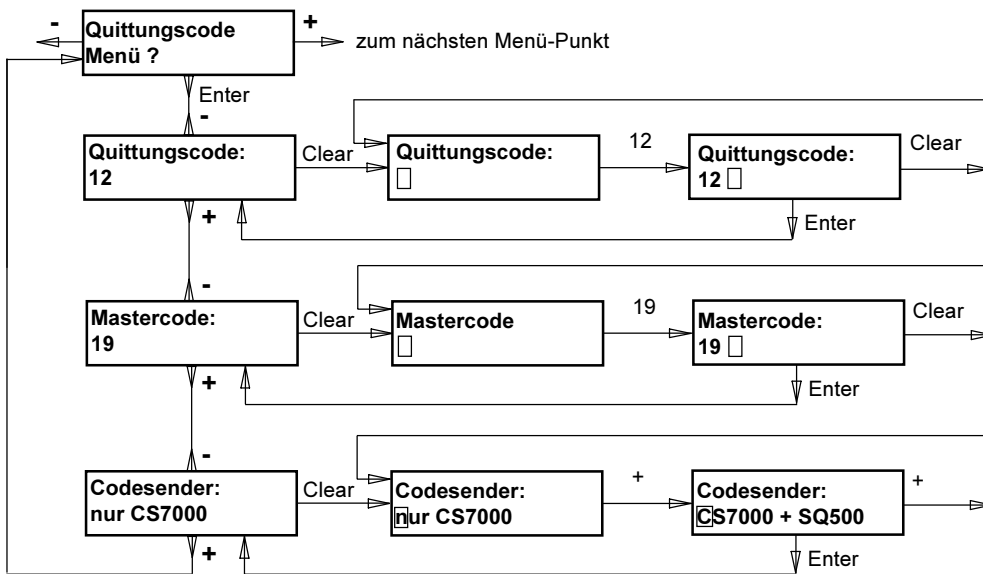 -
Quittungscode
Menü ?
+
zum nächsten Menü-Punkt
Enter
-
Quittungscode:
12
Clear
Quittungscode:
12
Quittungscode:
12
Clear
+
Enter
-
Mastercode:
19
Clear
Mastercode
19
Mastercode:
19
Clear
+
Enter
-
Codesender:
nur CS7000
Clear
Codesender:
nur CS7000
+
Codesender:
CS7000 + SQ500
+
+
Enter